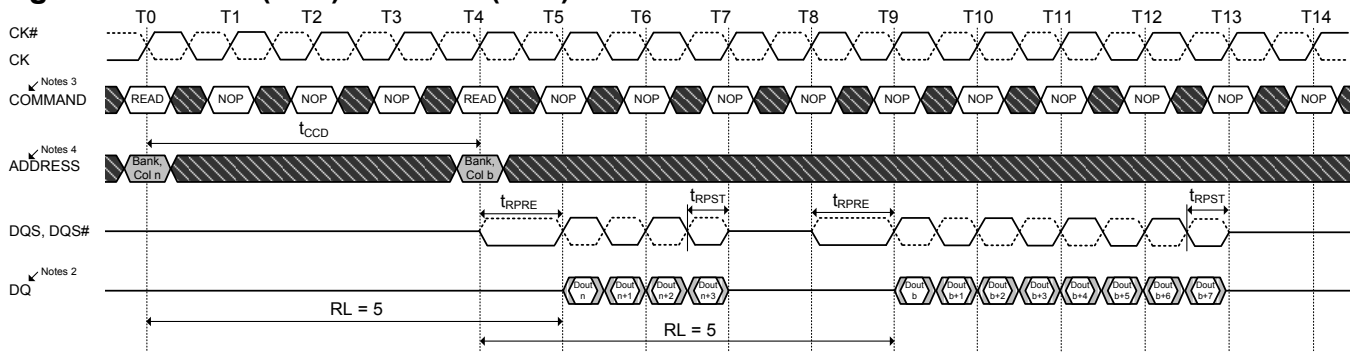 T0 T1 T2 T3 T4 T5 T6 T7 T8 T9 T10 T11 T12 T13 T14
CK#
CK
Notes 3
COMMAND READ NOP NOP NOP READ NOP NOP NOP NOP NOP NOP NOP NOP NOP NOP
tCCD
Notes 4
ADDRESS Bank, Col n Bank, Col b
tRPRE tRPST tRPRE tRPST
DQS, DQS#
Notes 2
DQ Dout n Dout n+1 Dout n+2 Dout n+3 Dout b Dout b+1 Dout b+2 Dout b+3 Dout b+4 Dout b+5 Dout b+6 Dout b+7
RL = 5
RL = 5